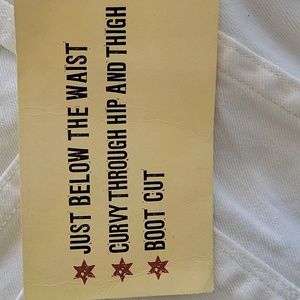 JUST BELOW THE WAIST
CURVY THROUGH HIP AND THIGH
BOOT CUT